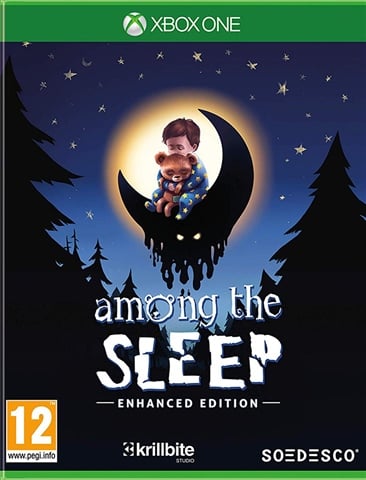 XBOX ONE
among the
SLEEP
ENHANCED EDITION
12
www.pegi.info
krillbite
STUDIO
SOEDESCO®